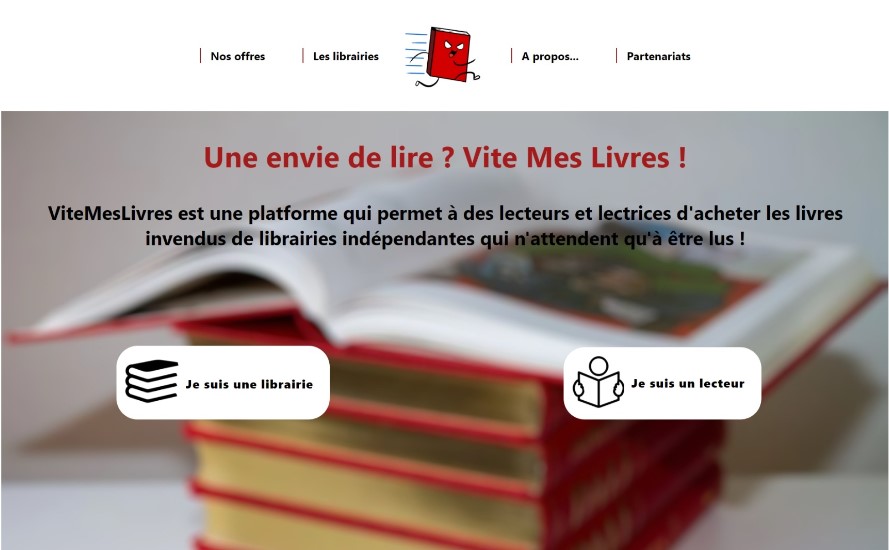 Nos offres
Les librairies
A propos...
Partenariats
Une envie de lire ? Vite Mes Livres !
ViteMesLivres est une platforme qui permet à des lecteurs et lectrices d'acheter les livres
invendus de librairies indépendantes qui n'attendent qu'à être lus !
Je suis une librairie
Je suis un lecteur